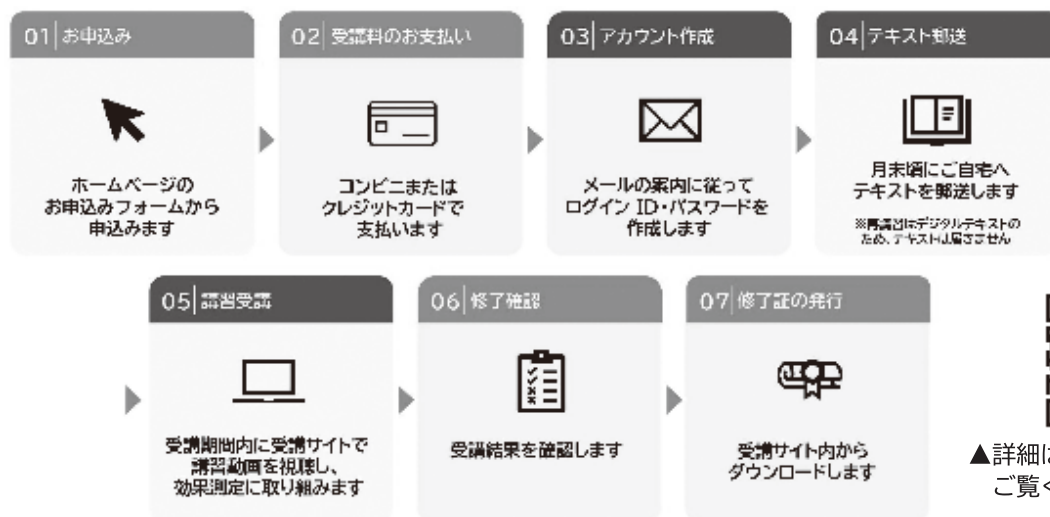 01 お申込み
ホームページの
お申込みフォームから
申込みます
02 受講料のお支払い
コンビニまたは
クレジットカードで
支払います
03 アカウント作成
メールの案内に従って
ログイン ID・パスワードを
作成します
04 テキスト郵送
月末頃にご自宅へ
テキストを郵送します
※再講習はデジタルテキストの
ため、テキストは届きません
05 講習受講
受講期間内に受講サイトで
講習動画を視聴し、
効果測定に取り組みます
06 修了確認
受講結果を確認します
07 修了証の発行
受講サイト内から
ダウンロードします
▲詳細は
ご覧く